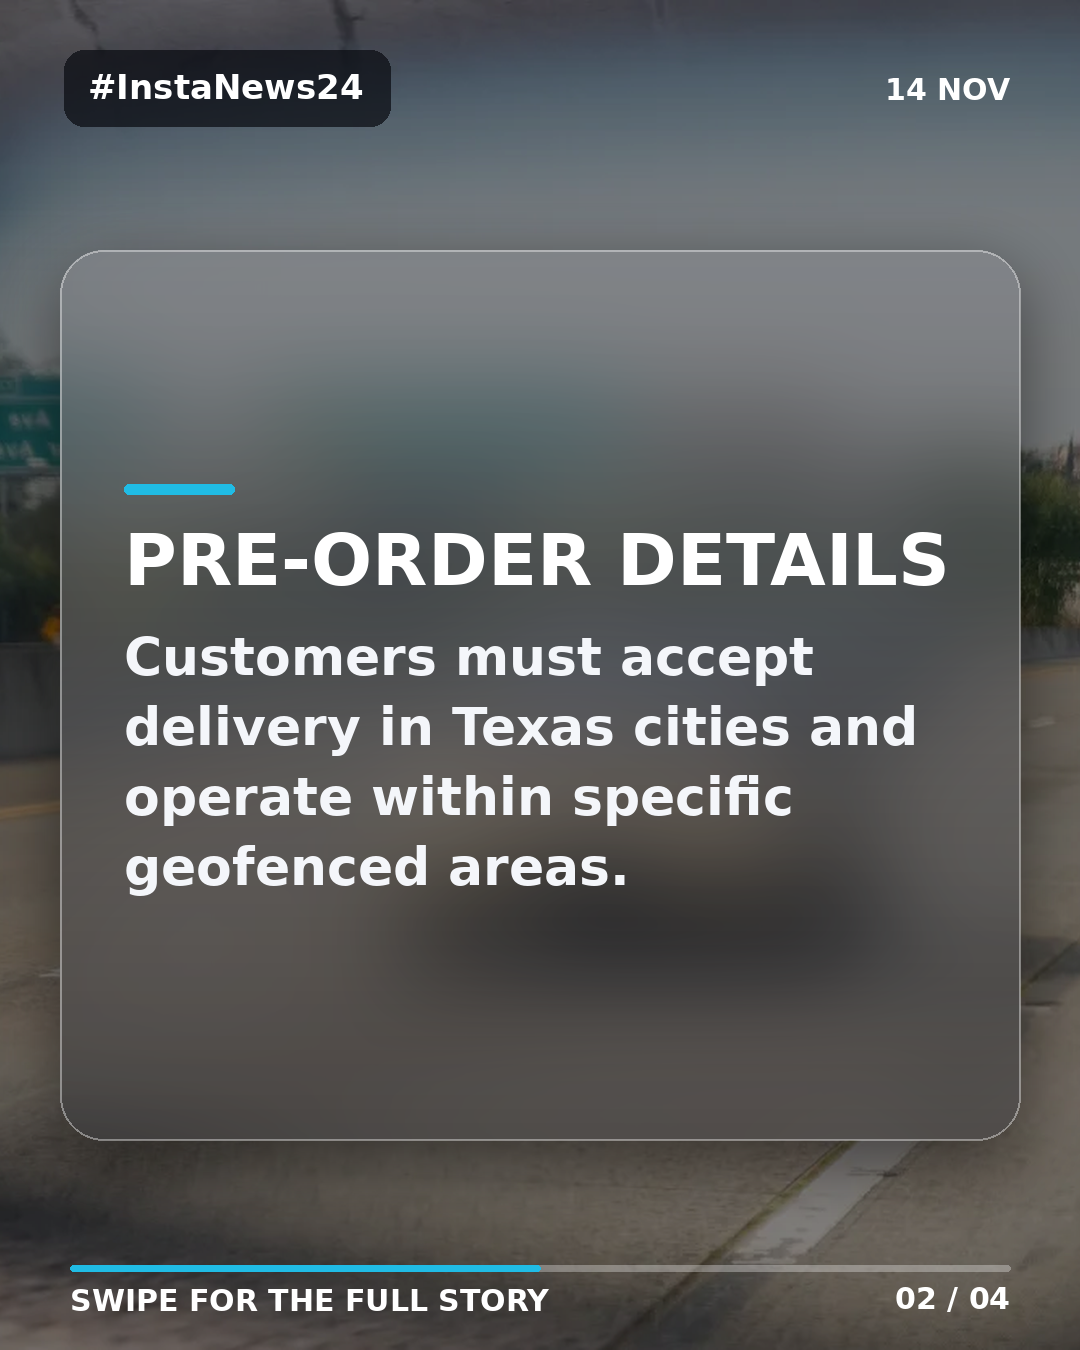 #InstaNews24
14 NOV
Ave
PRE-ORDER DETAILS
Customers must accept
delivery in Texas cities and
operate within specific
geofenced areas.
SWIPE FOR THE FULL STORY
02 / 04